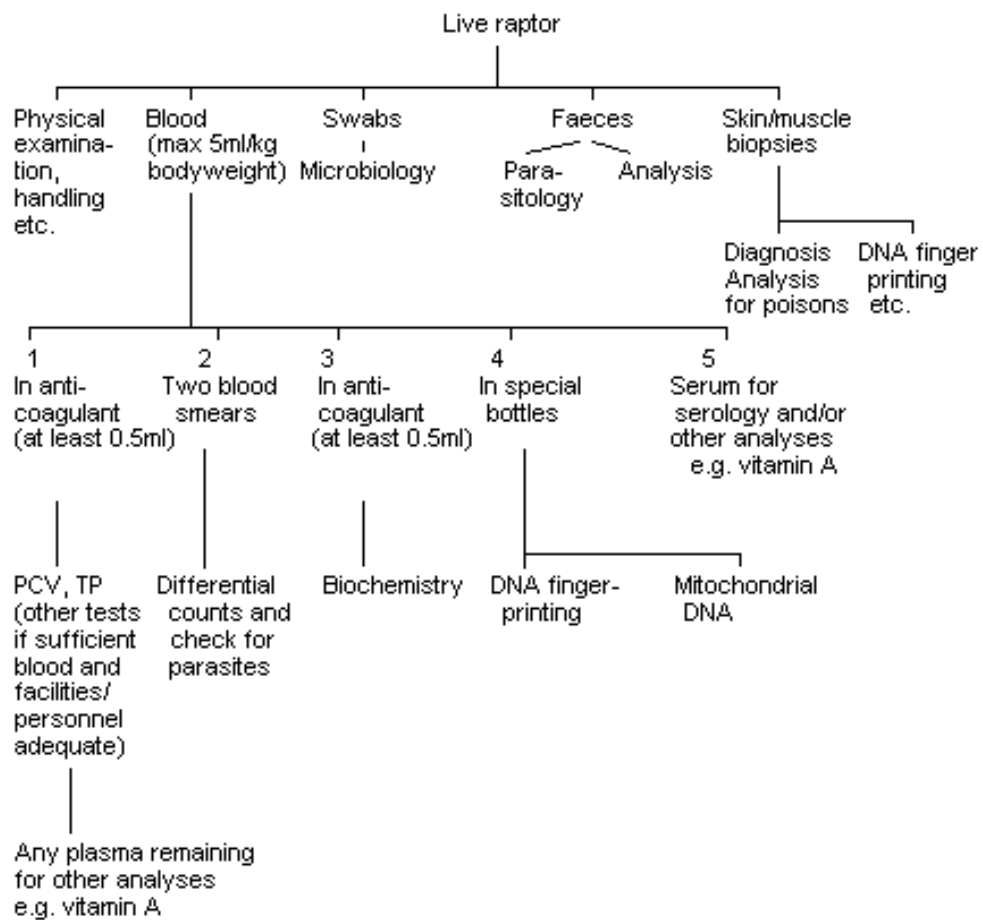 Live raptor
Physical
examina-
tion,
handling
etc.
Blood
(max 5ml/kg
bodyweight)
Swabs
Microbiology
Faeces
Para-
sitology
Analysis
Skin/muscle
biopsies
Diagnosis
Analysis
for poisons
DNA finger
printing
etc.
1
In anti-
coagulant
(at least 0.5ml)
2
Two blood
smears
3
In anti-
coagulant
(at least 0.5ml)
4
In special
bottles
5
Serum for
serology and/or
other analyses
e.g. vitamin A
PCV, TP
(other tests
if sufficient
blood and
facilities/
personnel
adequate)
Differential
counts and
check for
parasites
Biochemistry
DNA finger-
printing
Mitochondrial
DNA
Any plasma remaining
for other analyses
e.g. vitamin A